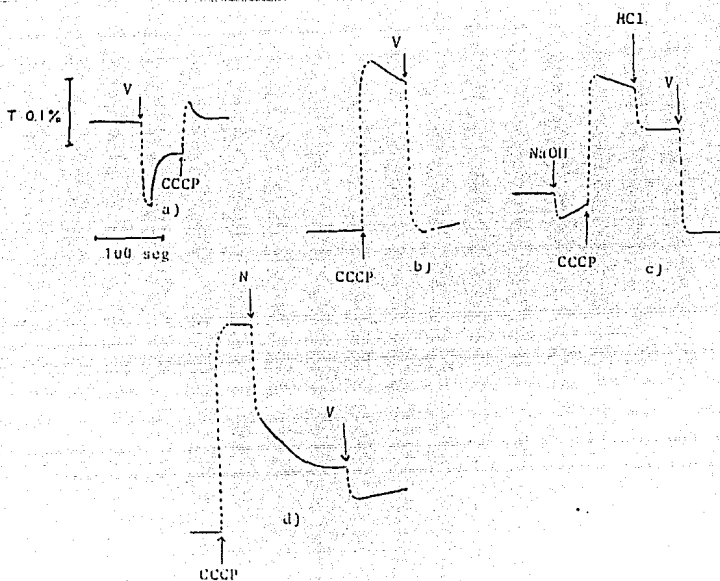 HCl
V
V
V
T 0.1%
NaOH
CCCP
a)
100 seg
CCCP
b)
CCCP
c)
N
V
d)
CCCP